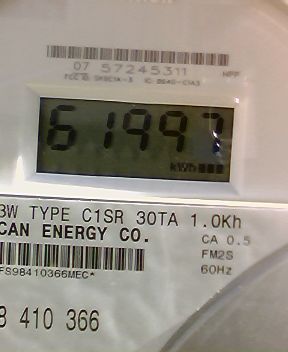 07 57245311
61997
kWh
3W TYPE C1SR 30TA 1.0Kh
CAN ENERGY CO.
CA 0.5
FM2S
60Hz
FS98410366MEC*
8 410 366